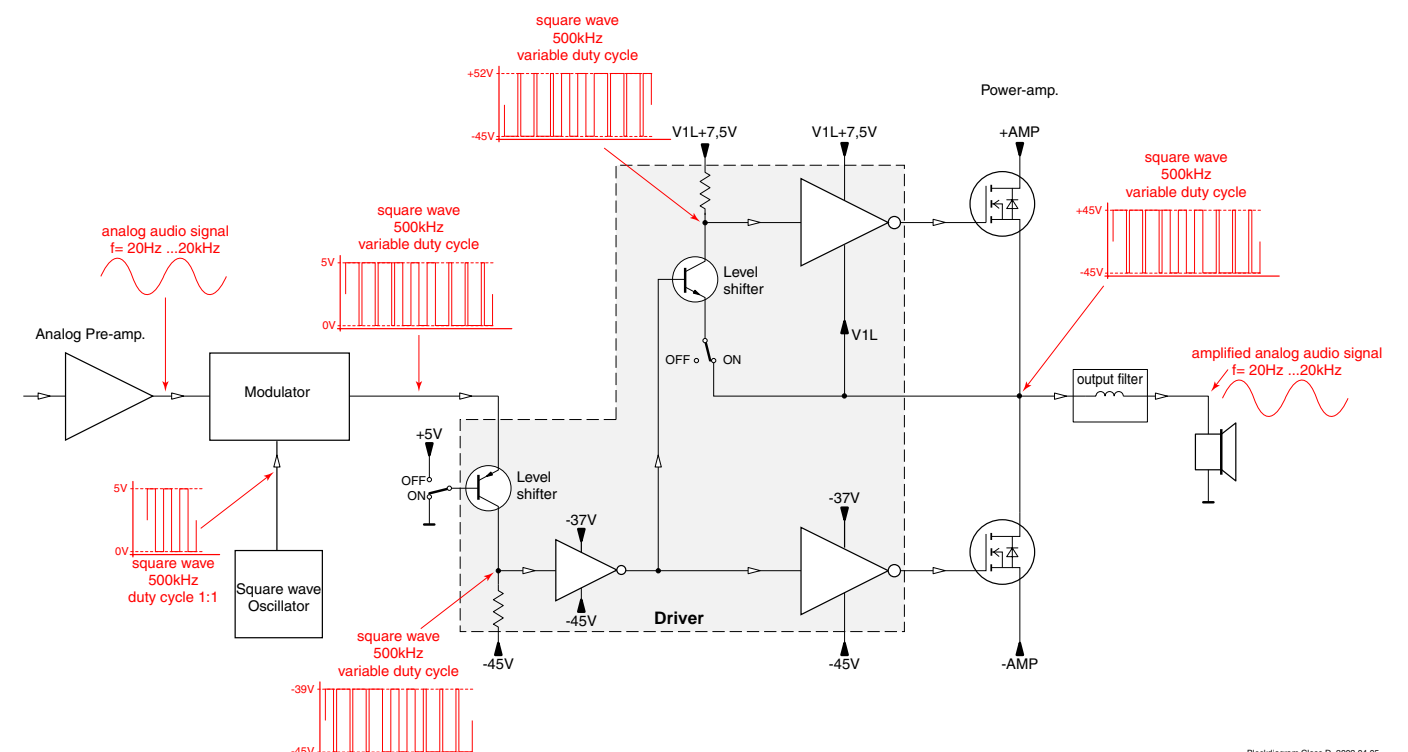 square wave
500kHz
variable duty cycle
+52V
-45V
Power-amp.
V1L+7,5V
V1L+7,5V
+AMP
square wave
500kHz
variable duty cycle
+45V
-45V
square wave
500kHz
variable duty cycle
5V
0V
analog audio signal
f= 20Hz ...20kHz
Analog Pre-amp.
Modulator
Level
shifter
OFF
ON
V1L
output filter
amplified analog audio signal
f= 20Hz ...20kHz
+5V
OFF
ON
Level
shifter
5V
0V
square wave
500kHz
duty cycle 1:1
Square wave
Oscillator
-37V
-45V
-37V
-45V
Driver
-45V
-AMP
square wave
500kHz
variable duty cycle
-39V
-45V